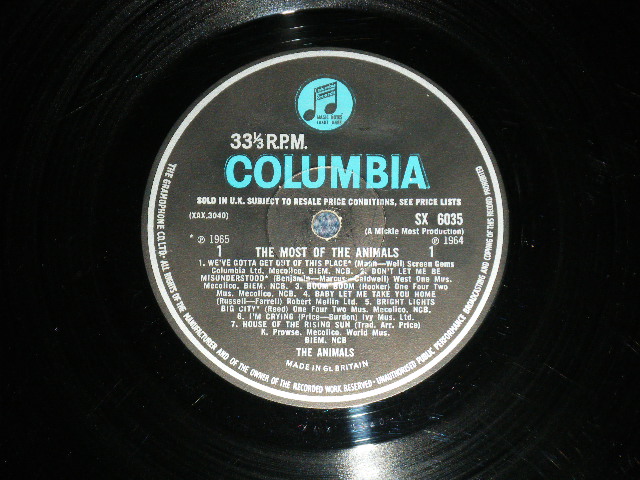 MAGIC NOTES
TRADE MARK
33⅓ R.P.M.
COLUMBIA
SOLD IN U.K. SUBJECT TO RESALE PRICE CONDITIONS, SEE PRICE LISTS
(XAX.3040)
SX 6035
(A Mickie Most Production)
* ℗ 1965
℗ 1964
1 THE MOST OF THE ANIMALS 1
1. WE'VE GOTTA GET OUT OF THIS PLACE* (Mann—Weil) Screen Gems
Columbia Ltd. Mecolico. BIEM. NCB. 2. DON'T LET ME BE
MISUNDERSTOOD* (Benjamin—Marcus—Caldwell) West One Mus.
Mecolico, BIEM, NCB. 3. BOOM BOOM (Hooker) One Four Two
Mus. Mecolico, NCB. 4. BABY LET ME TAKE YOU HOME
(Russell—Farrell) Robert Mellin Ltd. 5. BRIGHT LIGHTS
BIG CITY* (Reed) One Four Two Mus. Mecolico, NCB.
6. I'M CRYING (Price—Burdon) Ivy Mus. Ltd.
7. HOUSE OF THE RISING SUN (Trad. Arr. Price)
K. Prowse. Mecolico. World Mus.
BIEM. NCB
THE ANIMALS
MADE IN GT. BRITAIN
THE GRAMOPHONE CO. LTD. ALL RIGHTS OF THE MANUFACTURER AND OF THE OWNER OF THE RECORDED WORK RESERVED · UNAUTHORISED PUBLIC PERFORMANCE BROADCASTING AND COPYING OF THIS RECORD PROHIBITED